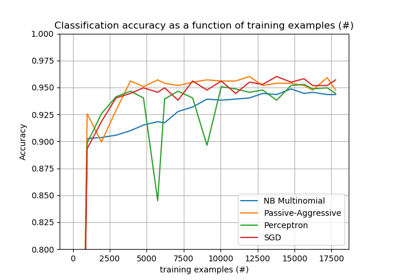 Classification accuracy as a function of training examples (#)
1.000
0.975
0.950
0.925
0.900
0.875
0.850
0.825
0.800
Accuracy
NB Multinomial
Passive-Aggressive
Perceptron
SGD
0 2500 5000 7500 10000 12500 15000 17500
training examples (#)